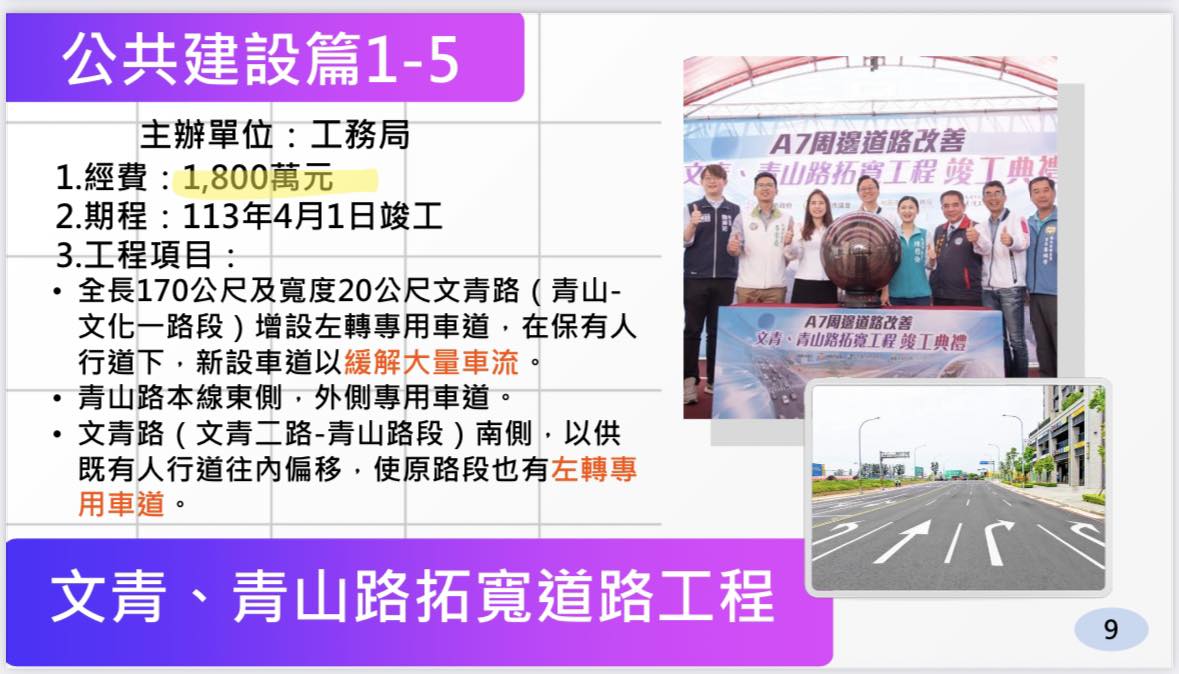 公共建設篇1-5
主辦單位：工務局
1.經費：1,800萬元
2.期程：113年4月1日竣工
3.工程項目：
• 全長170公尺及寬度20公尺文青路（青山-
文化一路段）增設左轉專用車道，在保有人
行道下，新設車道以緩解大量車流。
• 青山路本線東側，外側專用車道。
• 文青路（文青二路-青山路段）南側，以供
既有人行道往內偏移，使原路段也有左轉專
用車道。
A7周邊道路改善
文青、青山路拓寬工程 竣工典禮
A7周邊道路改善
文青、青山路拓寬工程 竣工典禮
文青、青山路拓寬道路工程
9